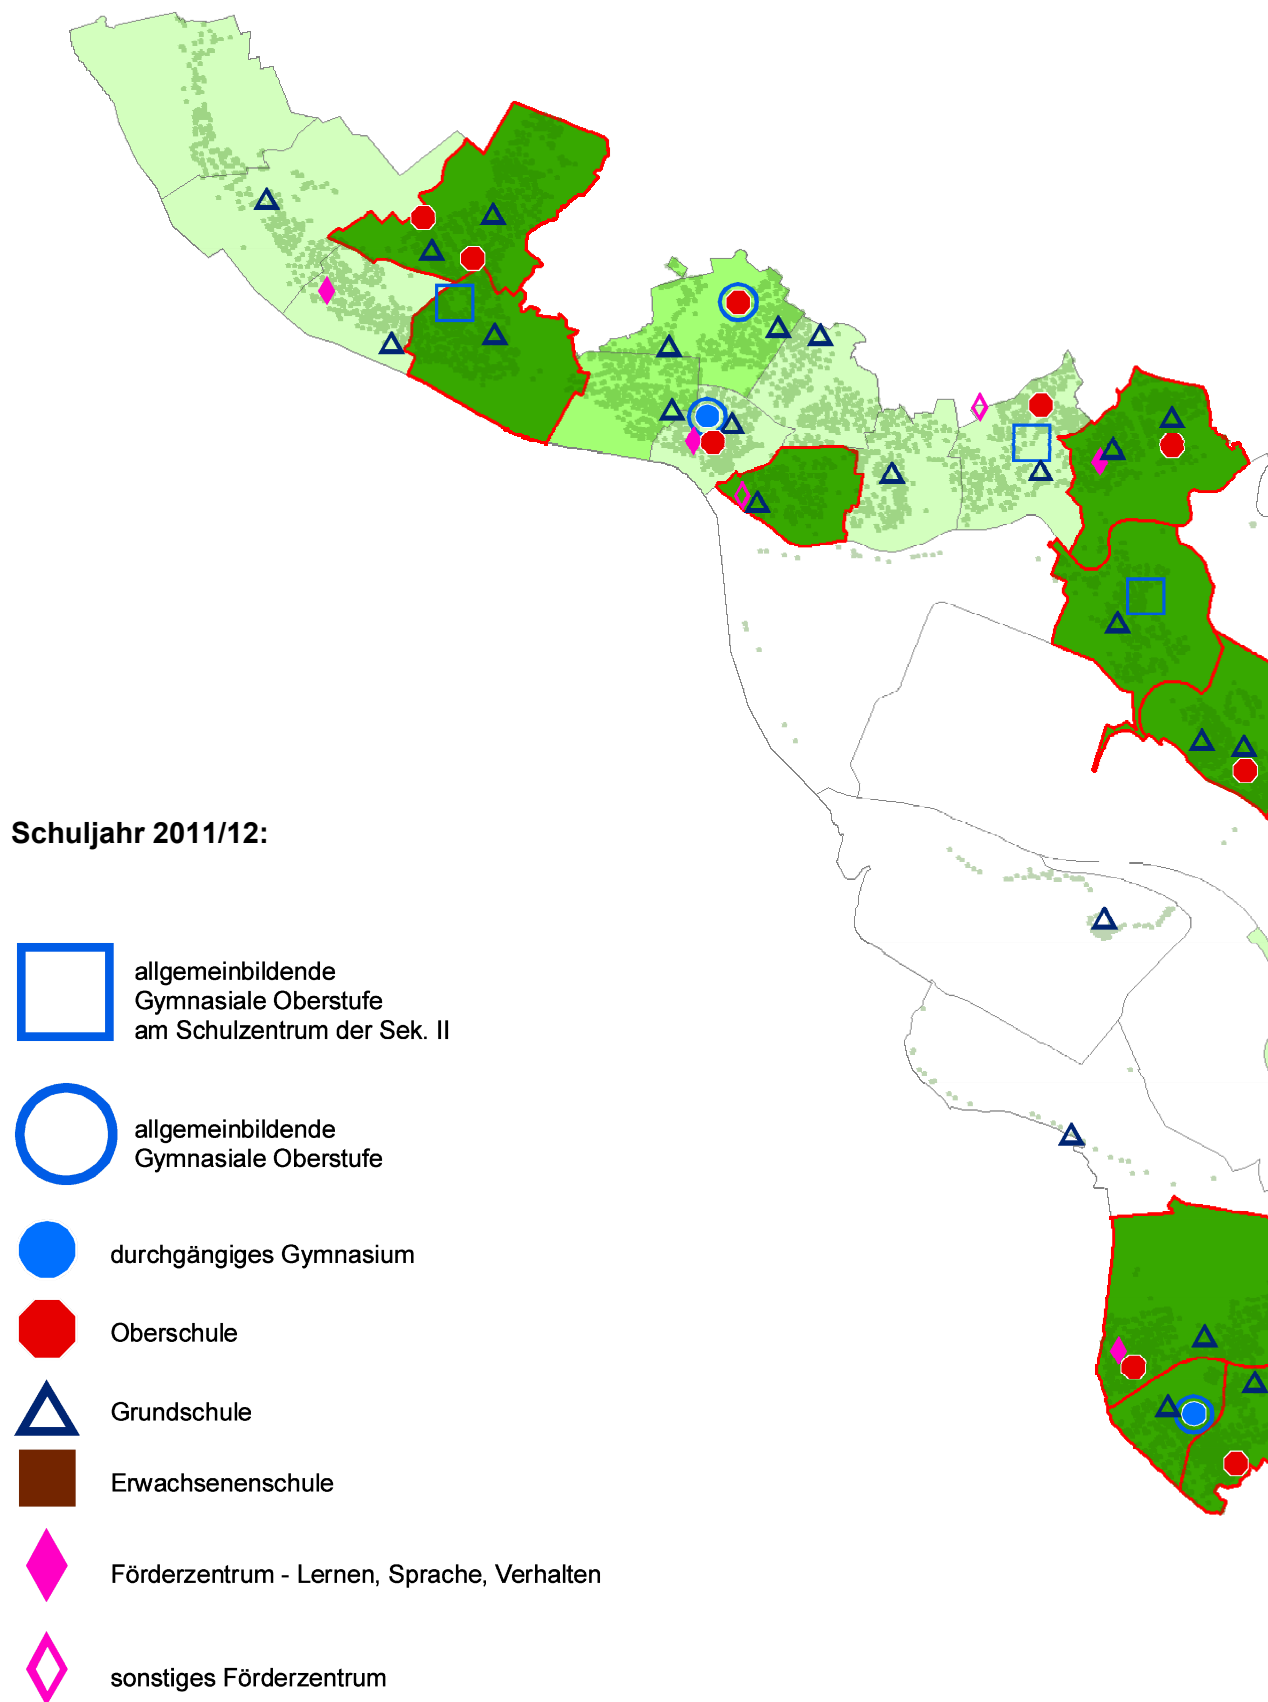 Schuljahr 2011/12:
allgemeinbildende
Gymnasiale Oberstufe
am Schulzentrum der Sek. II
allgemeinbildende
Gymnasiale Oberstufe
durchgängiges Gymnasium
Oberschule
Grundschule
Erwachsenenschule
Förderzentrum - Lernen, Sprache, Verhalten
sonstiges Förderzentrum